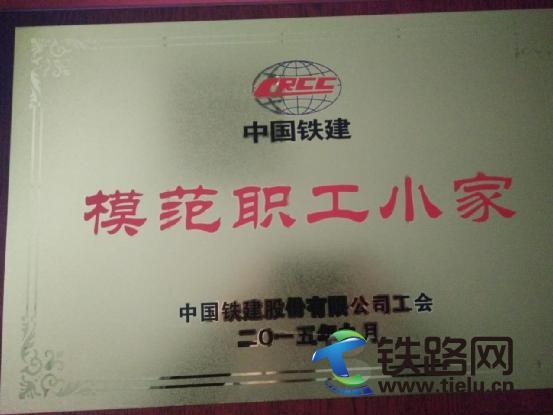 CRCC
中国铁建
模范职工小家
中国铁建股份有限公司工会
二〇一五年九月
铁路网
www.tielu.cn